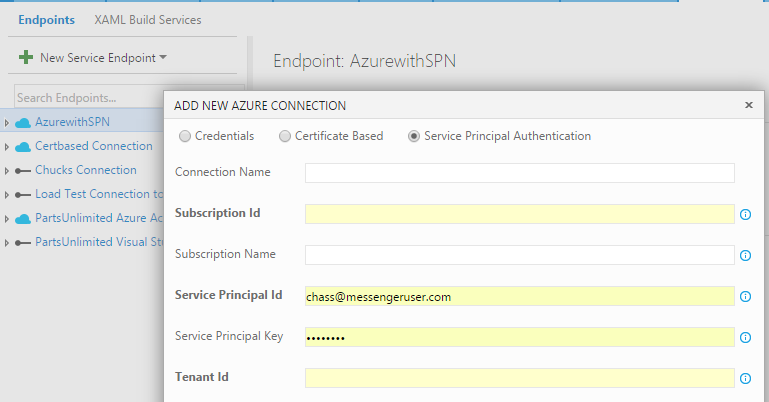 Endpoints XAML Build Services
New Service Endpoint
Endpoint: AzurewithSPN
Search Endpoints...
ADD NEW AZURE CONNECTION
AzurewithSPN
Credentials Certificate Based Service Principal Authentication
Certbased Connection
Connection Name
Chucks Connection
Load Test Connection to
Subscription Id
PartsUnlimited Azure Ac
PartsUnlimited Visual Stu
Subscription Name
Service Principal Id chass@messengeruser.com
Service Principal Key ••••••••
Tenant Id